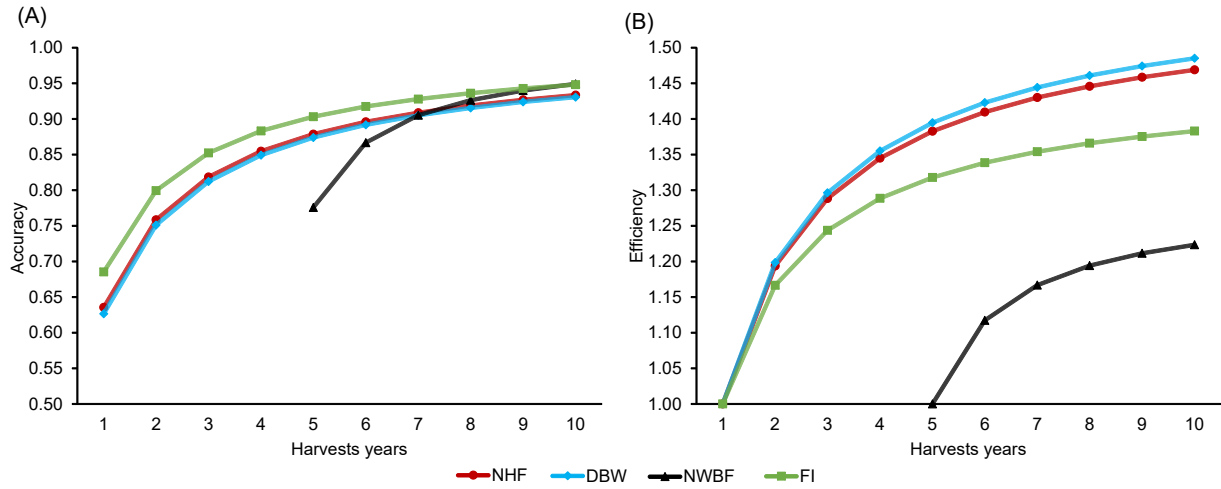 (A)
1.00
0.95
0.90
0.85
0.80
0.75
0.70
0.65
0.60
0.55
0.50
Accuracy
1 2 3 4 5 6 7 8 9 10
Harvests years
(B)
1.50
1.40
1.35
1.30
1.25
1.20
1.15
1.10
1.05
1.00
1.45
Efficiency
1 2 3 4 5 6 7 8 9 10
Harvests years
NHF DBW NWBF FI